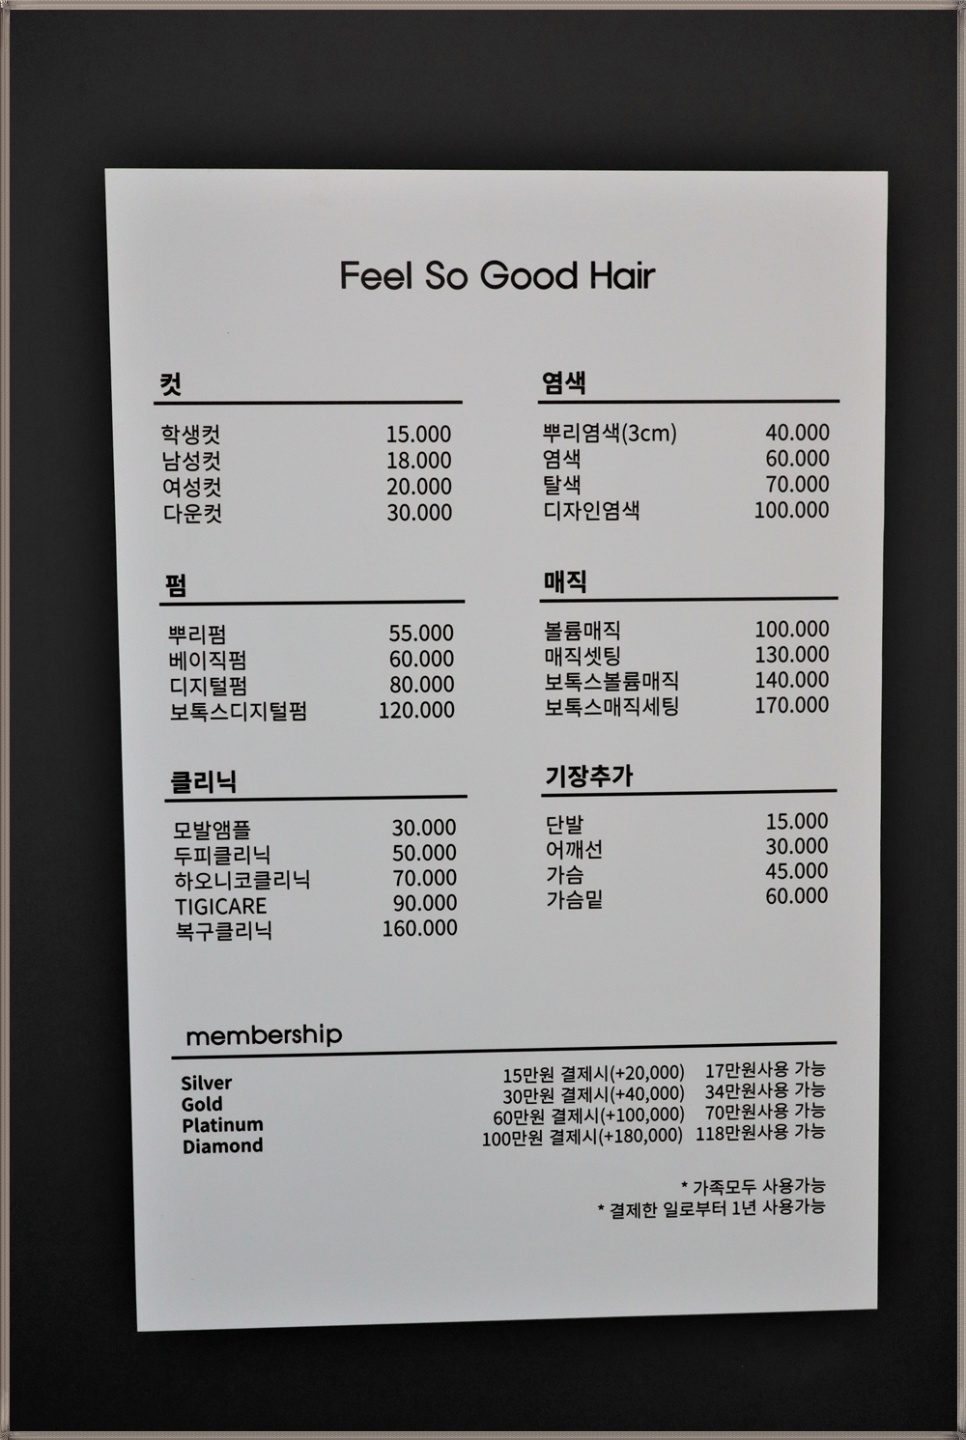 Feel So Good Hair
컷
학생컷 15.000
남성컷 18.000
여성컷 20.000
다운컷 30.000
염색
뿌리염색(3cm) 40.000
염색 60.000
탈색 70.000
디자인염색 100.000
펌
뿌리펌 55.000
베이직펌 60.000
디지털펌 80.000
보톡스디지털펌 120.000
매직
볼륨매직 100.000
매직셋팅 130.000
보톡스볼륨매직 140.000
보톡스매직세팅 170.000
클리닉
모발앰플 30.000
두피클리닉 50.000
하오니코클리닉 70.000
TIGICARE 90.000
복구클리닉 160.000
기장추가
단발 15.000
어깨선 30.000
가슴 45.000
가슴밑 60.000
membership
Silver 15만원 결제시(+20,000) 17만원사용 가능
Gold 30만원 결제시(+40,000) 34만원사용 가능
Platinum 60만원 결제시(+100,000) 70만원사용 가능
Diamond 100만원 결제시(+180,000) 118만원사용 가능
* 가족모두 사용가능
* 결제한 일로부터 1년 사용가능